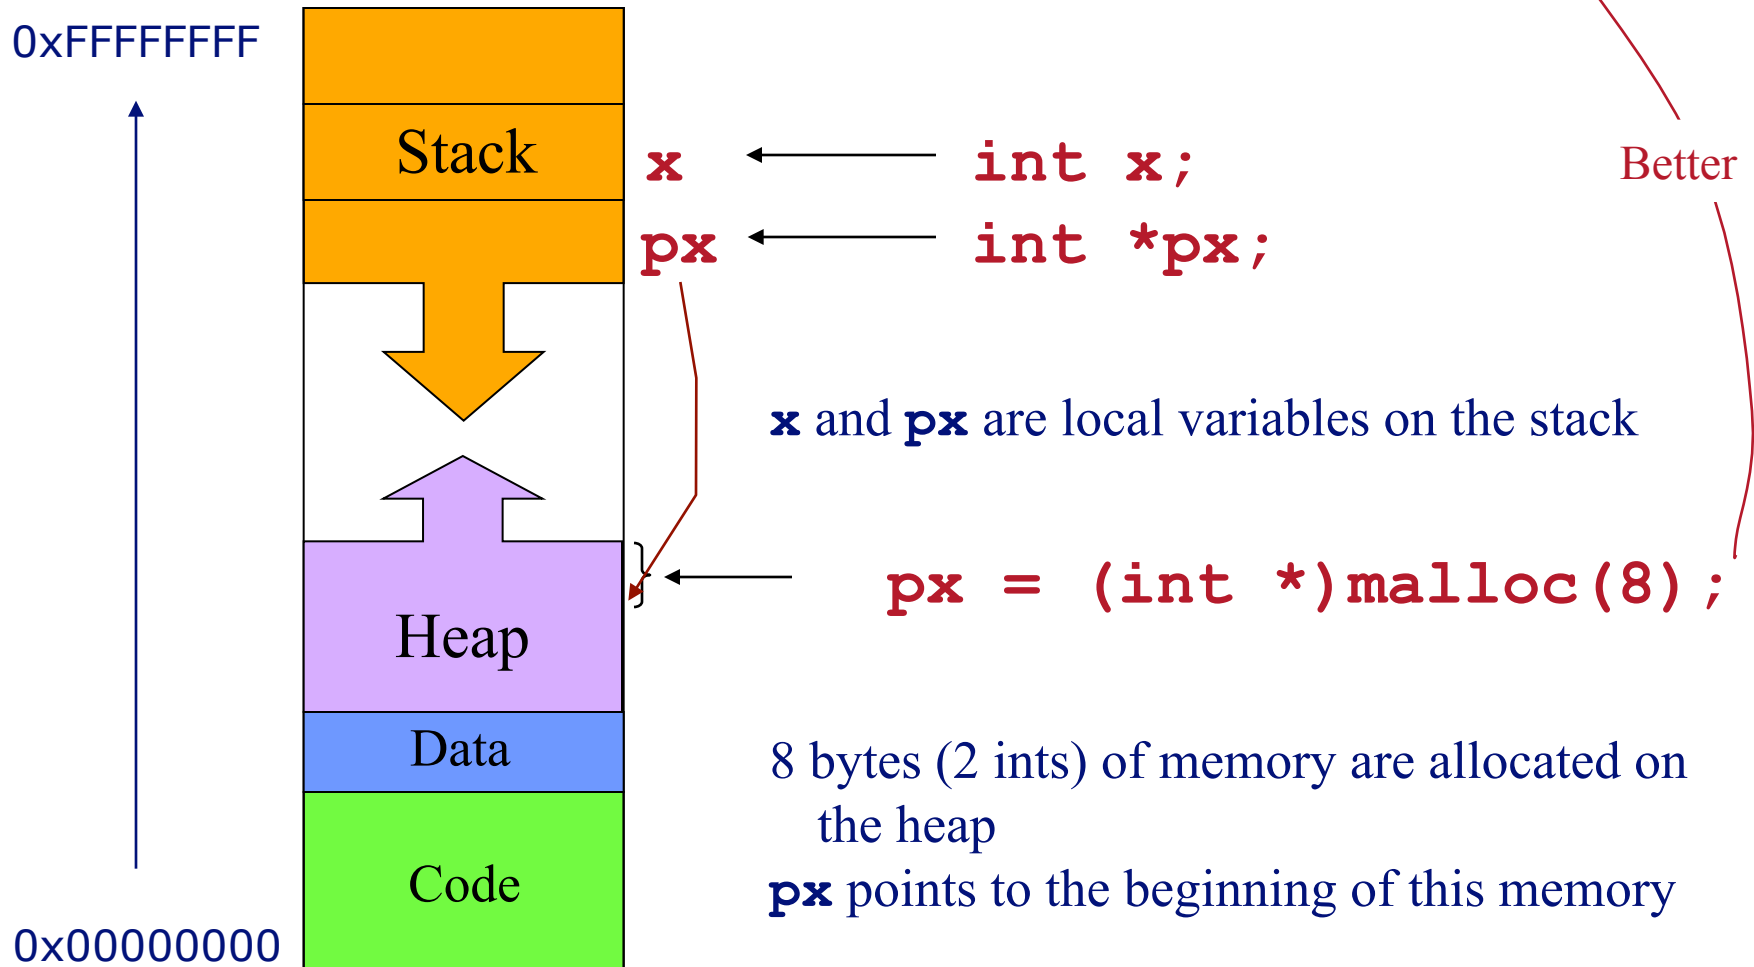 0xFFFFFFFF
Stack
x
int x;
Better
px
int *px;
x and px are local variables on the stack
px = (int *)malloc(8);
Heap
Data
8 bytes (2 ints) of memory are allocated on
the heap
Code
px points to the beginning of this memory
0x00000000